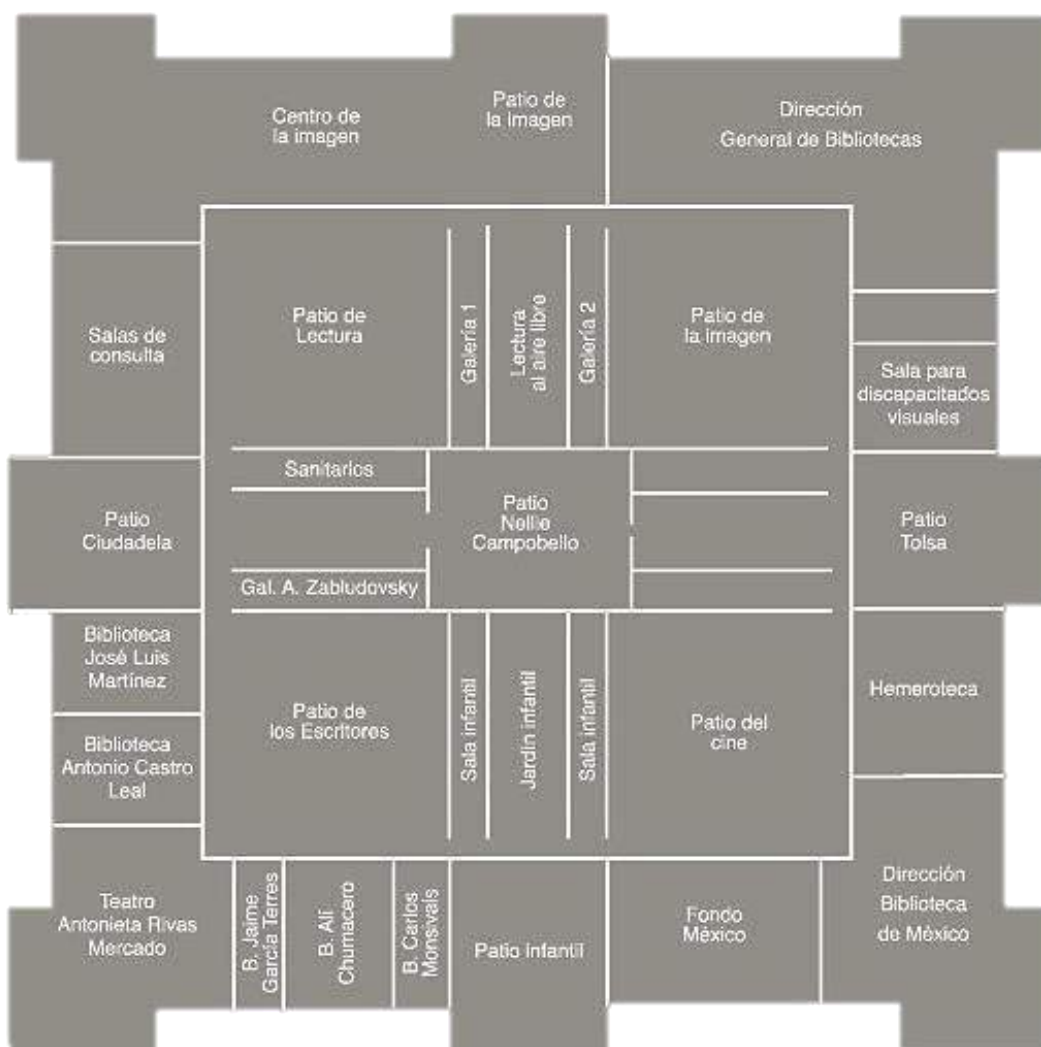 Centro de
la imagen
Patio de
la imagen
Dirección
General de Bibliotecas
Salas de
consulta
Patio de
Lectura
Galería 1
Lectura
al aire libre
Galería 2
Patio de
la imagen
Sala para
discapacitados
visuales
Sanitarios
Patio
Ciudadela
Patio
Nellie
Campobello
Patio
Tolsa
Gal. A. Zabludovsky
Biblioteca
José Luis
Martínez
Patio de
los Escritores
Sala infantil
Jardín infantil
Sala infantil
Patio del
cine
Hemeroteca
Biblioteca
Antonio Castro
Leal
Teatro
Antonieta Rivas
Mercado
B. Jaime
García Terres
B. Alí
Chumacero
B. Carlos
Monsivais
Patio infantil
Fondo
México
Dirección
Biblioteca
de México